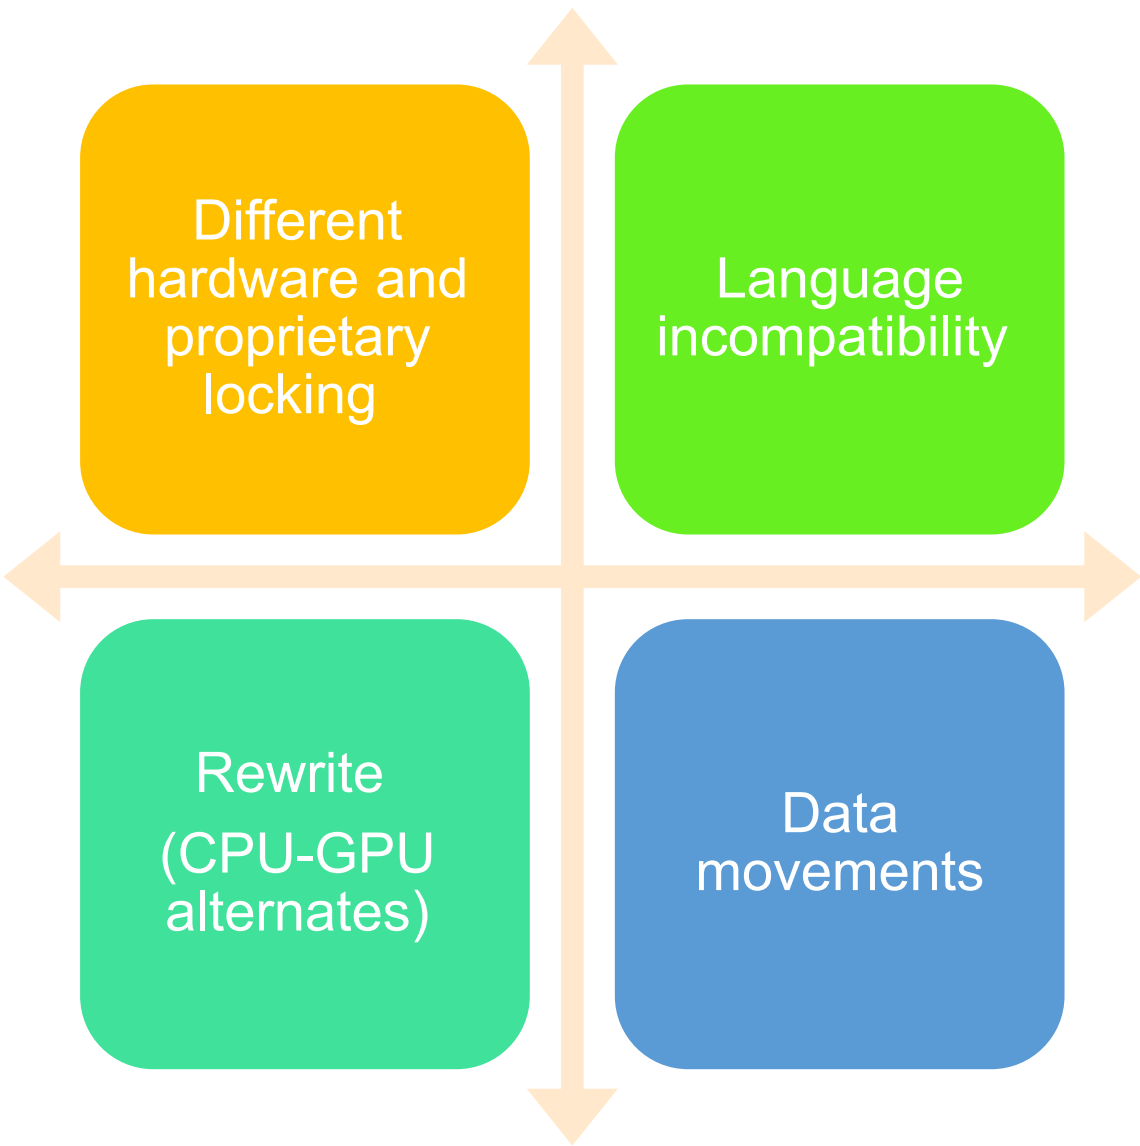 Different
hardware and
proprietary
locking
Language
incompatibility
Rewrite
(CPU-GPU
alternates)
Data
movements